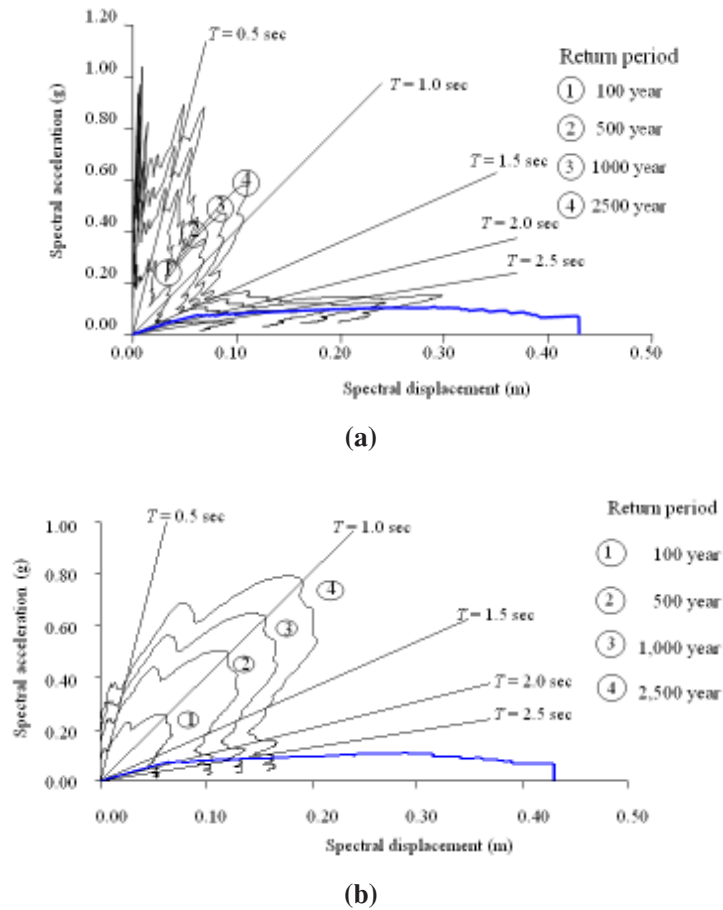 1.20
1.00
0.80
0.60
0.40
0.20
0.00
Spectral accleration (g)
T = 0.5 sec
T = 1.0 sec
T = 1.5 sec
T = 2.0 sec
T = 2.5 sec
1
2
3
4
Return period
1 100 year
2 500 year
3 1000 year
4 2500 year
0.00 0.10 0.20 0.30 0.40 0.50
Spectral displacement (m)
(a)
1.00
0.80
0.60
0.40
0.20
0.00
Spectral acceleration (g)
T = 0.5 sec
T = 1.0 sec
T = 1.5 sec
T = 2.0 sec
T = 2.5 sec
4
3
2
1
Return period
1 100 year
2 500 year
3 1,000 year
4 2,500 year
0.00 0.10 0.20 0.30 0.40 0.50
Spectral displacement (m)
(b)